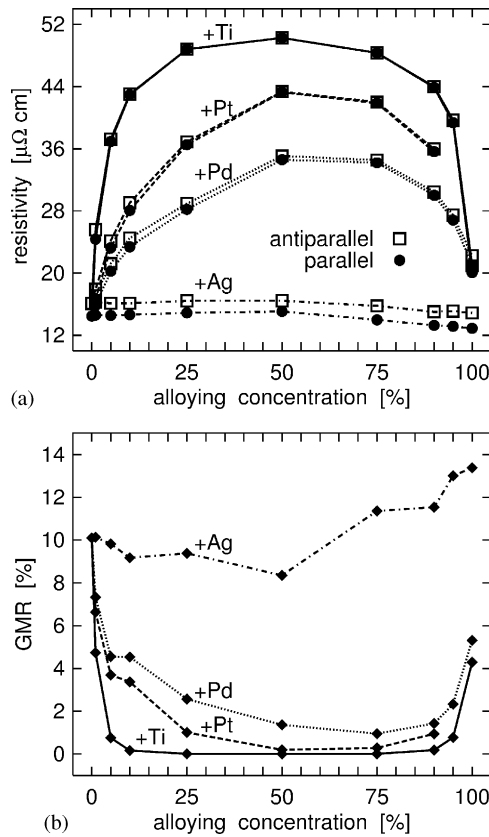 52
44
36
28
20
12
resistivity [μΩ cm]
+Ti
+Pt
+Pd
antiparallel
parallel
+Ag
0 25 50 75 100
(a) alloying concentration [%]
14
12
10
8
6
4
2
0
GMR [%]
+Ag
+Pd
+Pt
+Ti
0 25 50 75 100
(b) alloying concentration [%]